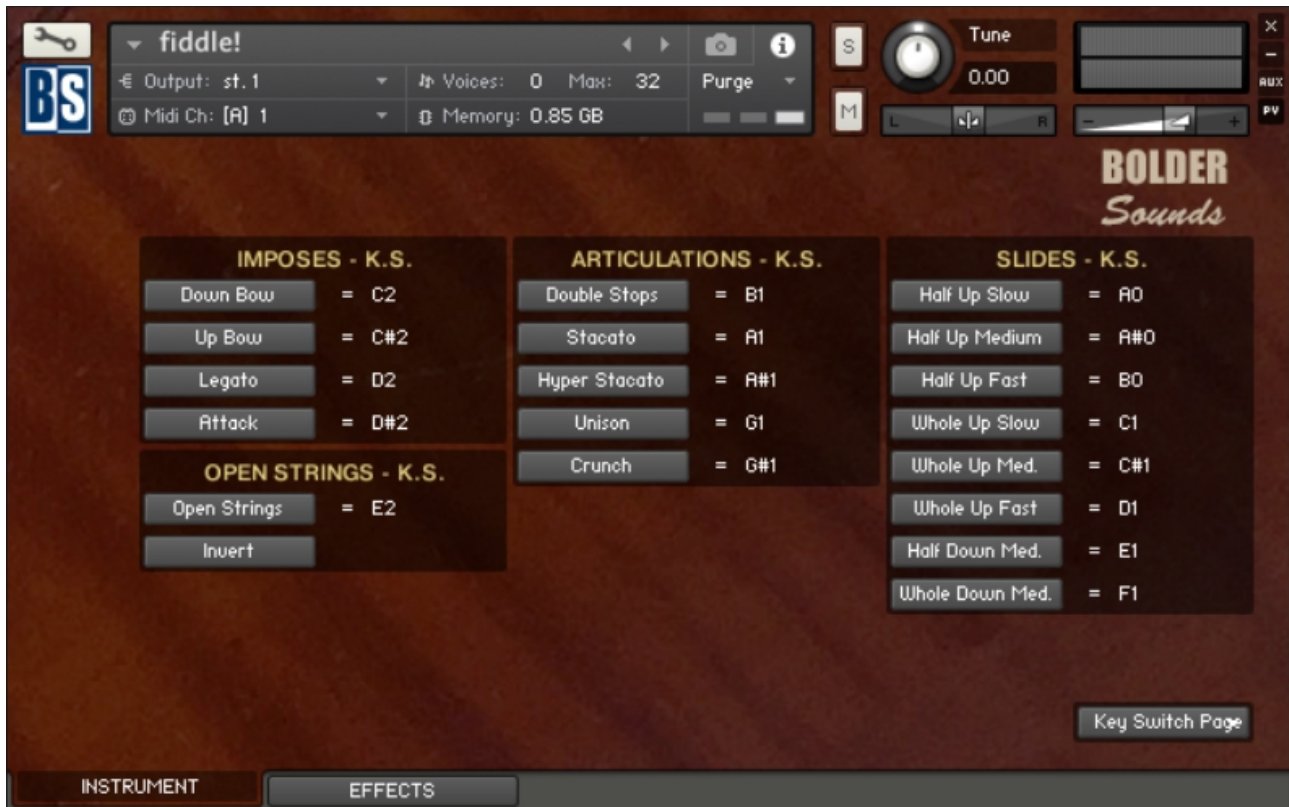 fiddle!
S
Tune
×
BS
Output: st.1
Voices: 0 Max: 32
Purge
0.00
AUX
Midi Ch: [A] 1
Memory: 0.85 GB
M
L R
- +
PV
BOLDER
Sounds
IMPOSES - K.S.
Down Bow = C2
Up Bow = C#2
Legato = D2
Attack = D#2
OPEN STRINGS - K.S.
Open Strings = E2
Invert
ARTICULATIONS - K.S.
Double Stops = B1
Stacato = A1
Hyper Stacato = A#1
Unison = G1
Crunch = G#1
SLIDES - K.S.
Half Up Slow = A0
Half Up Medium = A#0
Half Up Fast = B0
Whole Up Slow = C1
Whole Up Med. = C#1
Whole Up Fast = D1
Half Down Med. = E1
Whole Down Med. = F1
Key Switch Page
INSTRUMENT
EFFECTS